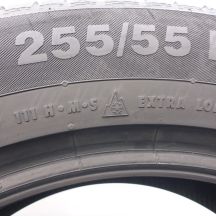 255/55
111 H • M+S EXTRA LO